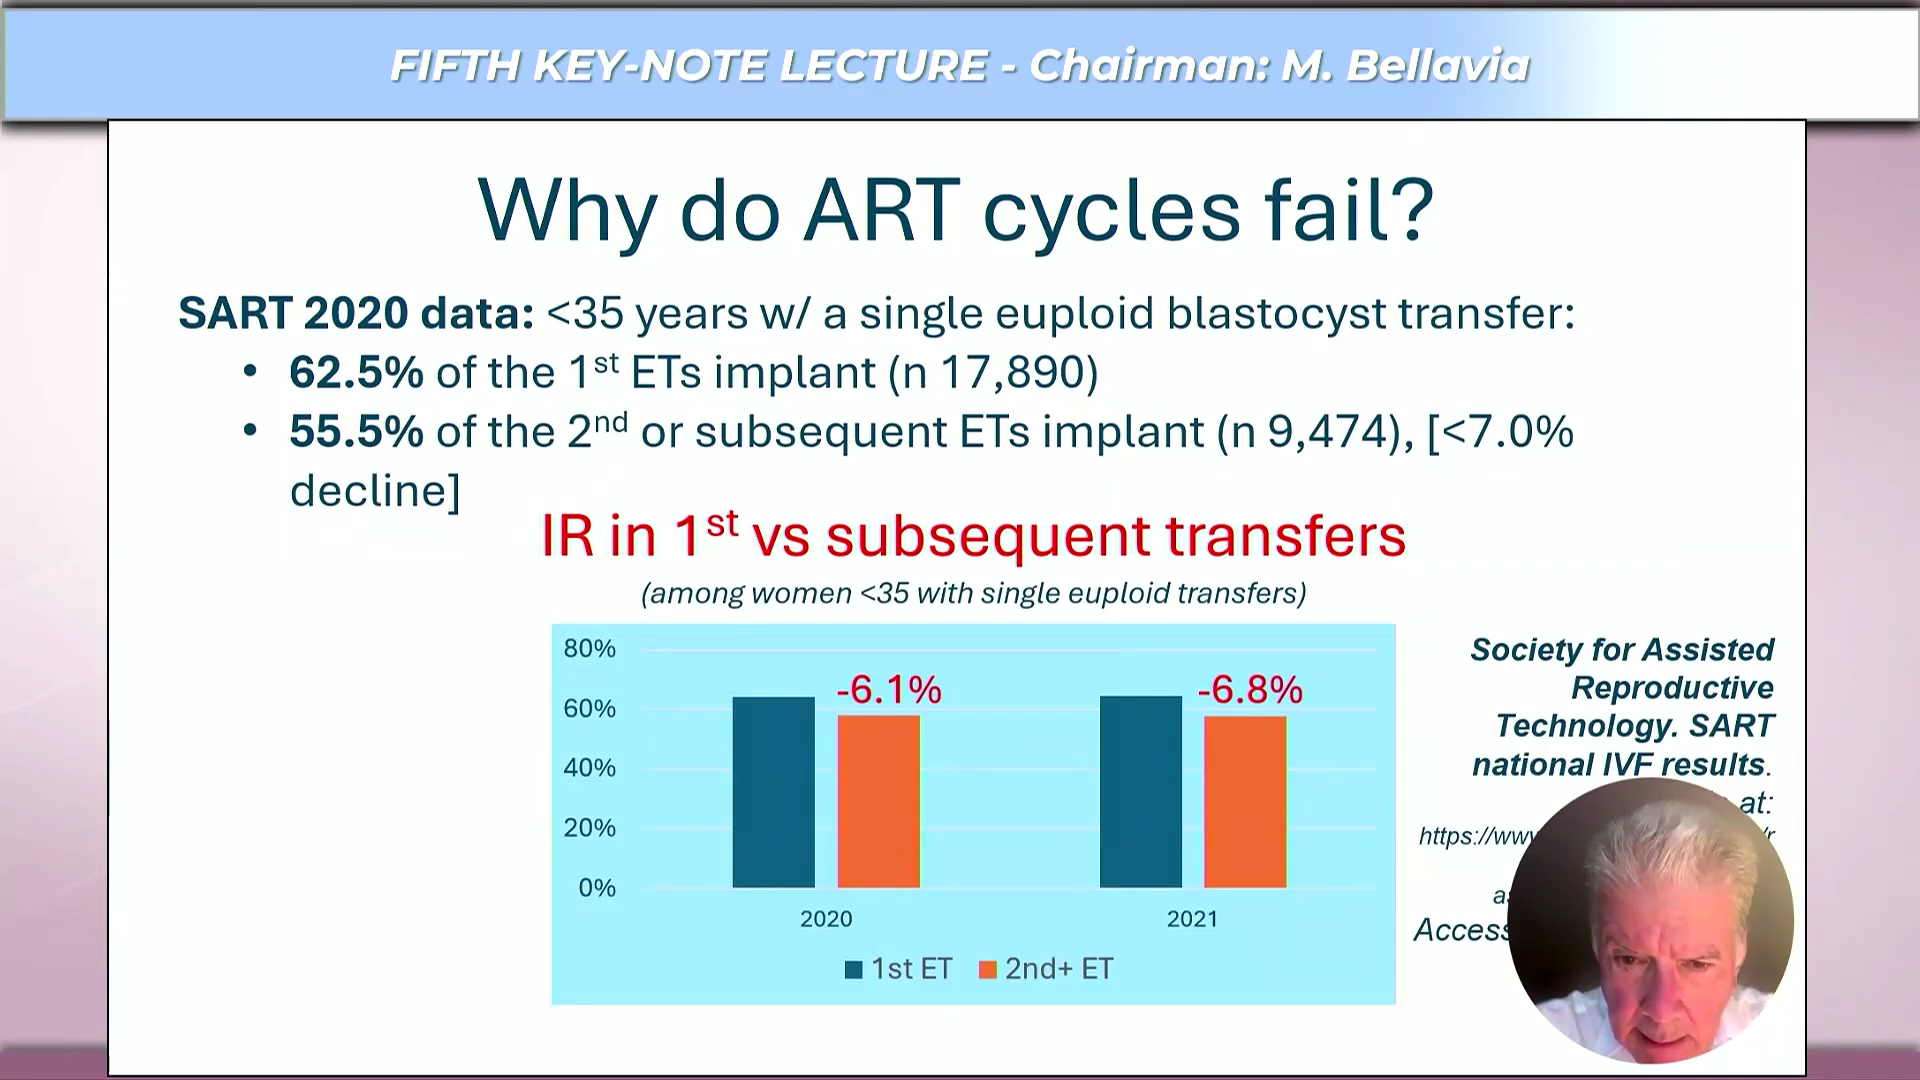 FIFTH KEY-NOTE LECTURE - Chairman: M. Bellavia
Why do ART cycles fail?
SART 2020 data: <35 years w/ a single euploid blastocyst transfer:
• 62.5% of the 1st ETs implant (n 17,890)
• 55.5% of the 2nd or subsequent ETs implant (n 9,474), [<7.0%
decline]
IR in 1st vs subsequent transfers
(among women <35 with single euploid transfers)
80%
60%
40%
20%
0%
-6.1%
-6.8%
2020
2021
1st ET
2nd+ ET
Society for Assisted
Reproductive
Technology. SART
national IVF results.
at:
https://www